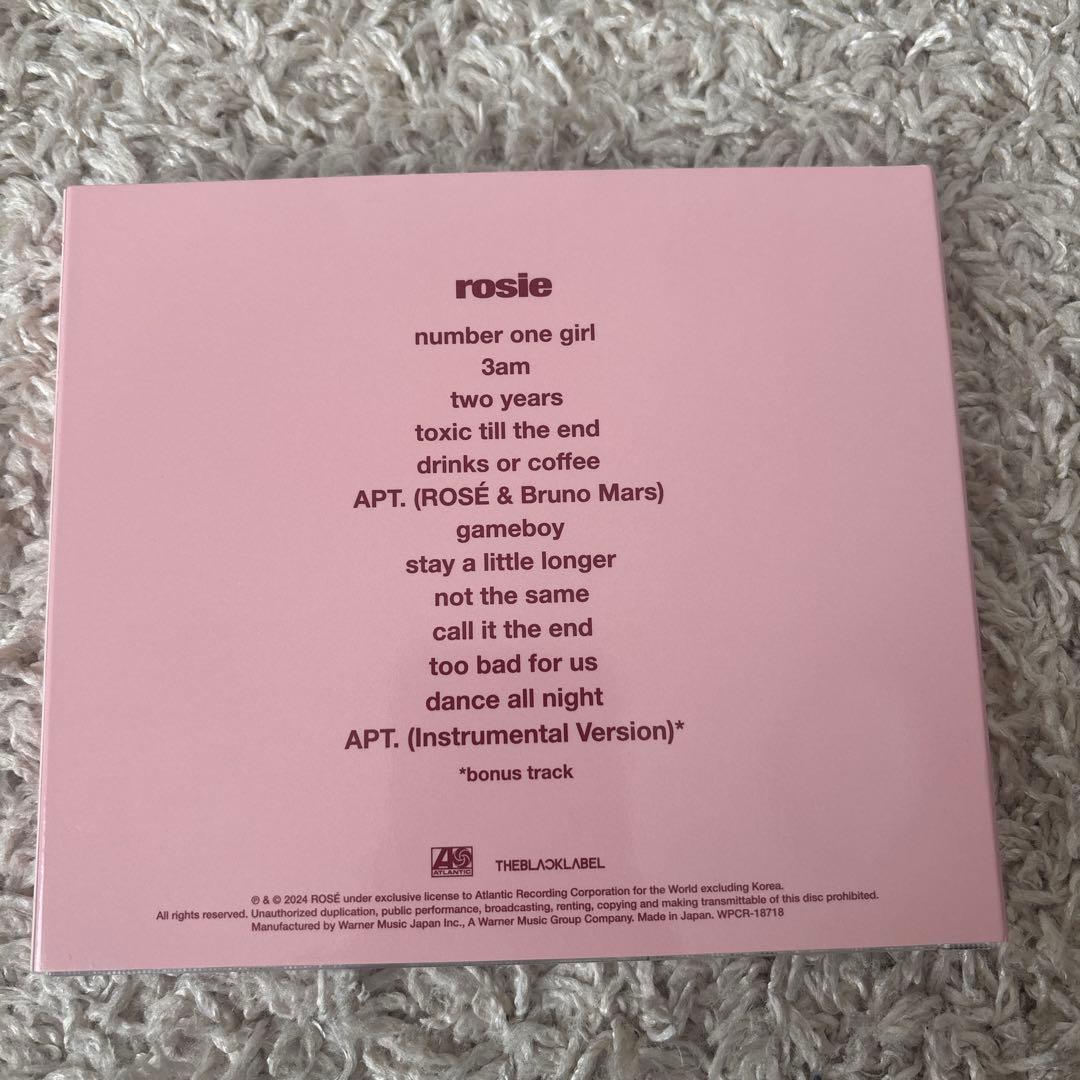 rosie
number one girl
3am
two years
toxic till the end
drinks or coffee
APT. (ROSÉ & Bruno Mars)
gameboy
stay a little longer
not the same
call it the end
too bad for us
dance all night
APT. (Instrumental Version)*
*bonus track
ATLANTIC THEBLACKLABEL
℗ & © 2024 ROSÉ under exclusive license to Atlantic Recording Corporation for the World excluding Korea.
All rights reserved. Unauthorized duplication, public performance, broadcasting, renting, copying and making transmittable of this disc prohibited.
Manufactured by Warner Music Japan Inc., A Warner Music Group Company. Made in Japan. WPCR-18718